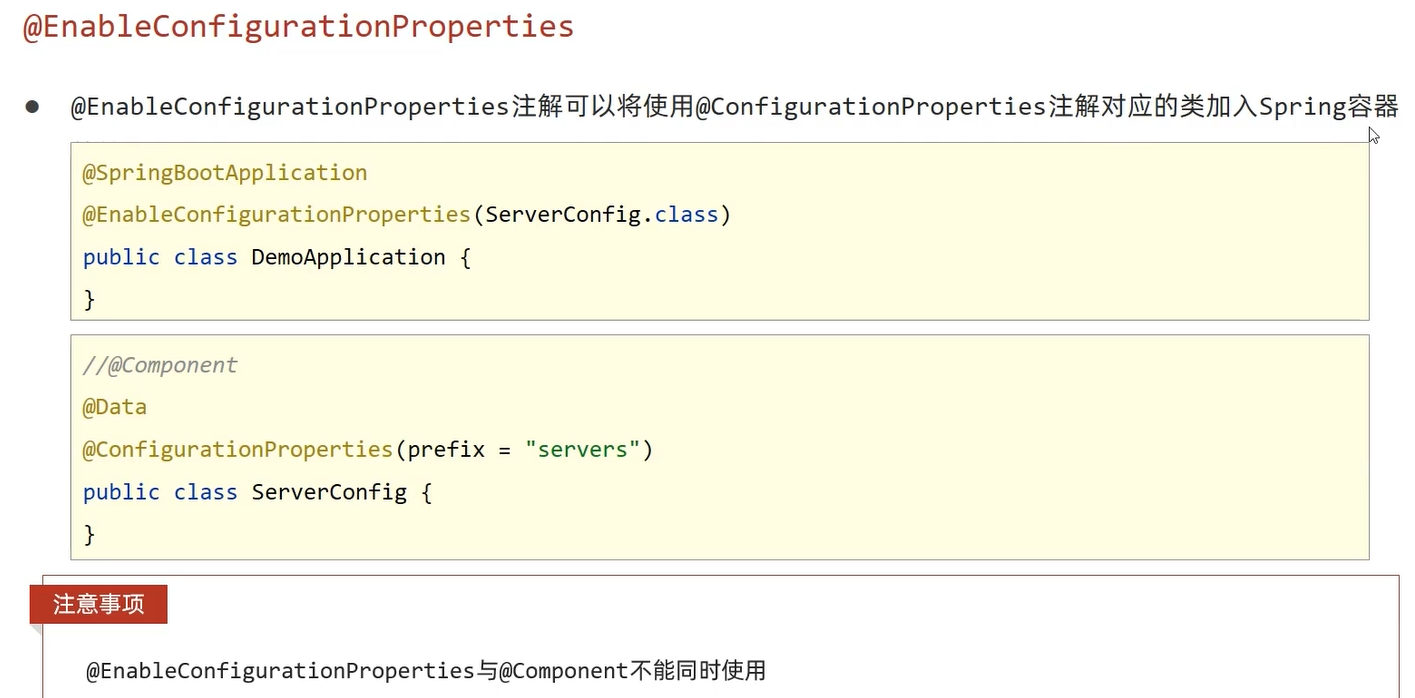 @EnableConfigurationProperties
● @EnableConfigurationProperties注解可以将使用@ConfigurationProperties注解对应的类加入Spring容器
@SpringBootApplication
@EnableConfigurationProperties(ServerConfig.class)
public class DemoApplication {
}
//@Component
@Data
@ConfigurationProperties(prefix = "servers")
public class ServerConfig {
}
注意事项
@EnableConfigurationProperties与@Component不能同时使用